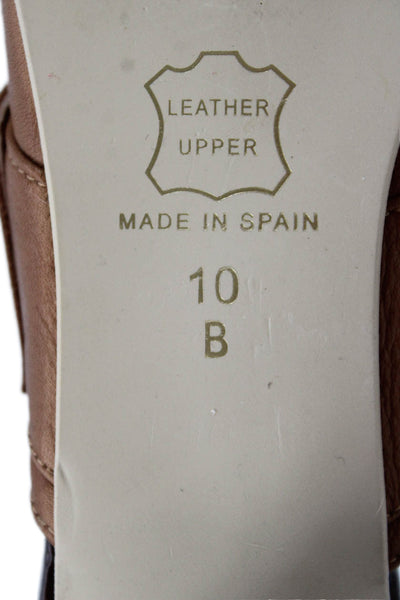 LEATHER
UPPER
MADE IN SPAIN
10
B